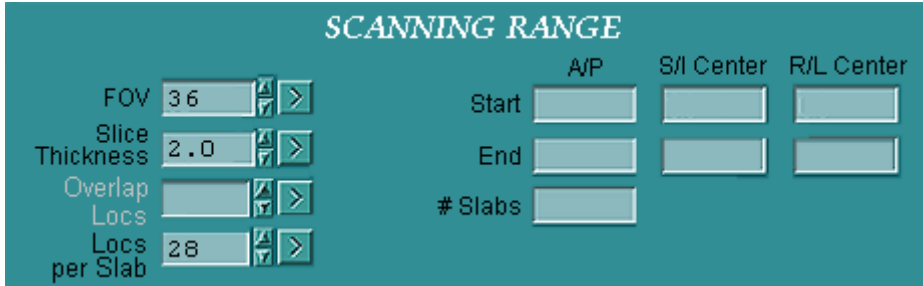 SCANNING RANGE
A/P S/I Center R/L Center
FOV 36 > Start
Slice
Thickness 2.0 > End
Overlap
Locs > # Slabs
Locs
per Slab 28 >